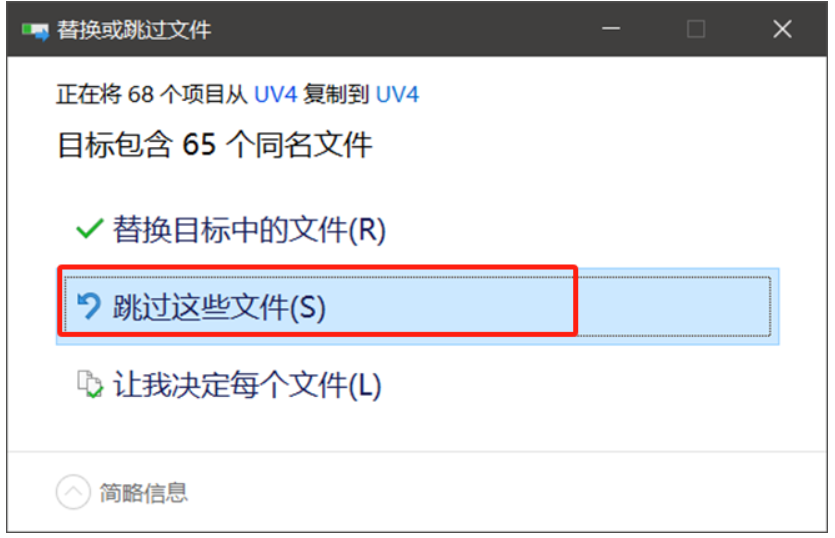 替换或跳过文件
正在将 68 个项目从 UV4 复制到 UV4
目标包含 65 个同名文件
替换目标中的文件(R)
跳过这些文件(S)
让我决定每个文件(L)
简略信息